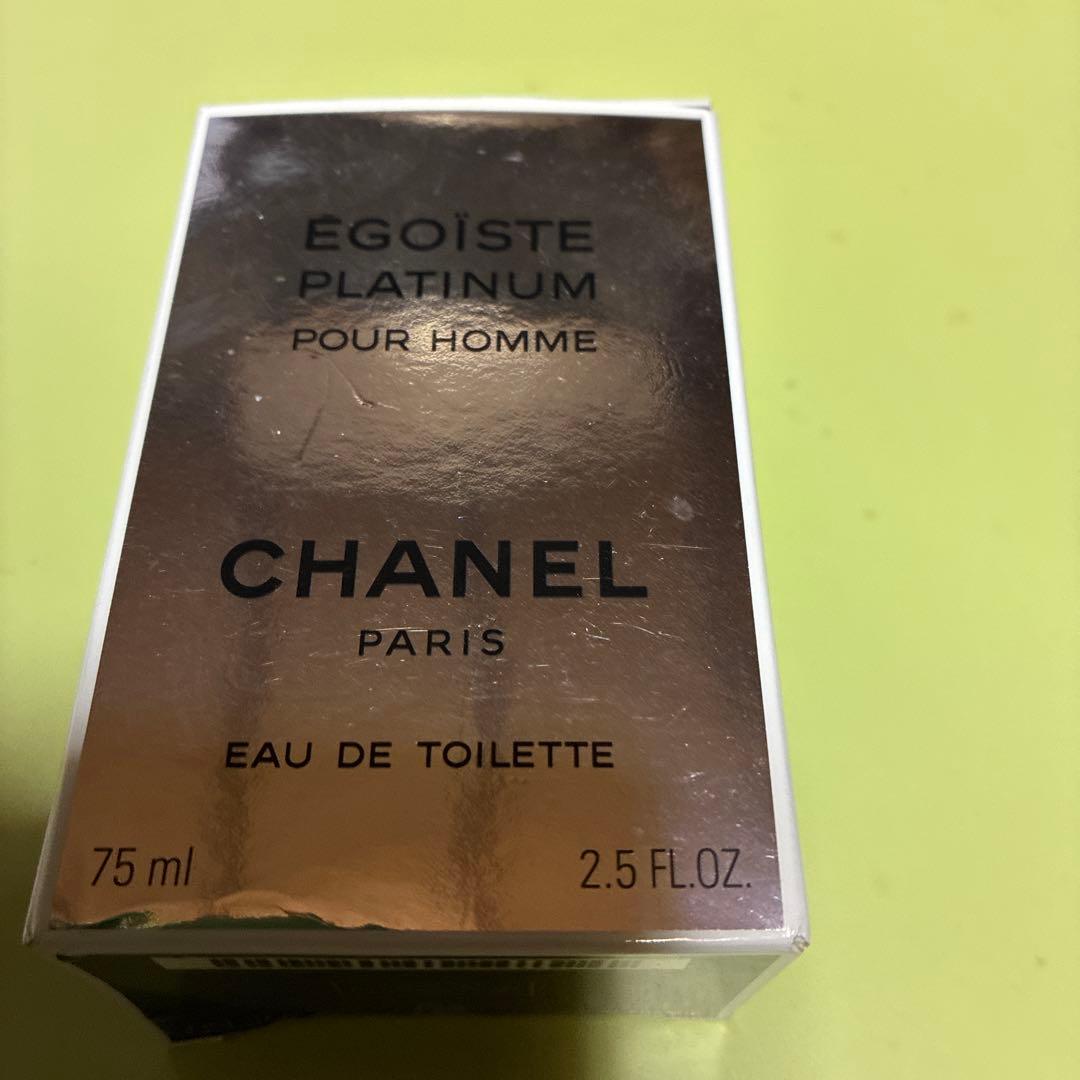 ÉGOÏSTE
PLATINUM
POUR HOMME
CHANEL
PARIS
EAU DE TOILETTE
75 ml 2.5 FL.OZ.